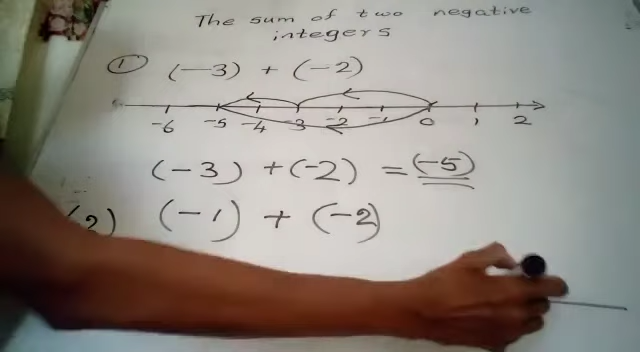 The sum of two negative
integers
① (-3) + (-2)
-6 -5 -4 -3 -2 -1 0 1 2
(-3) + (-2) = (-5)
(2) (-1) + (-2)